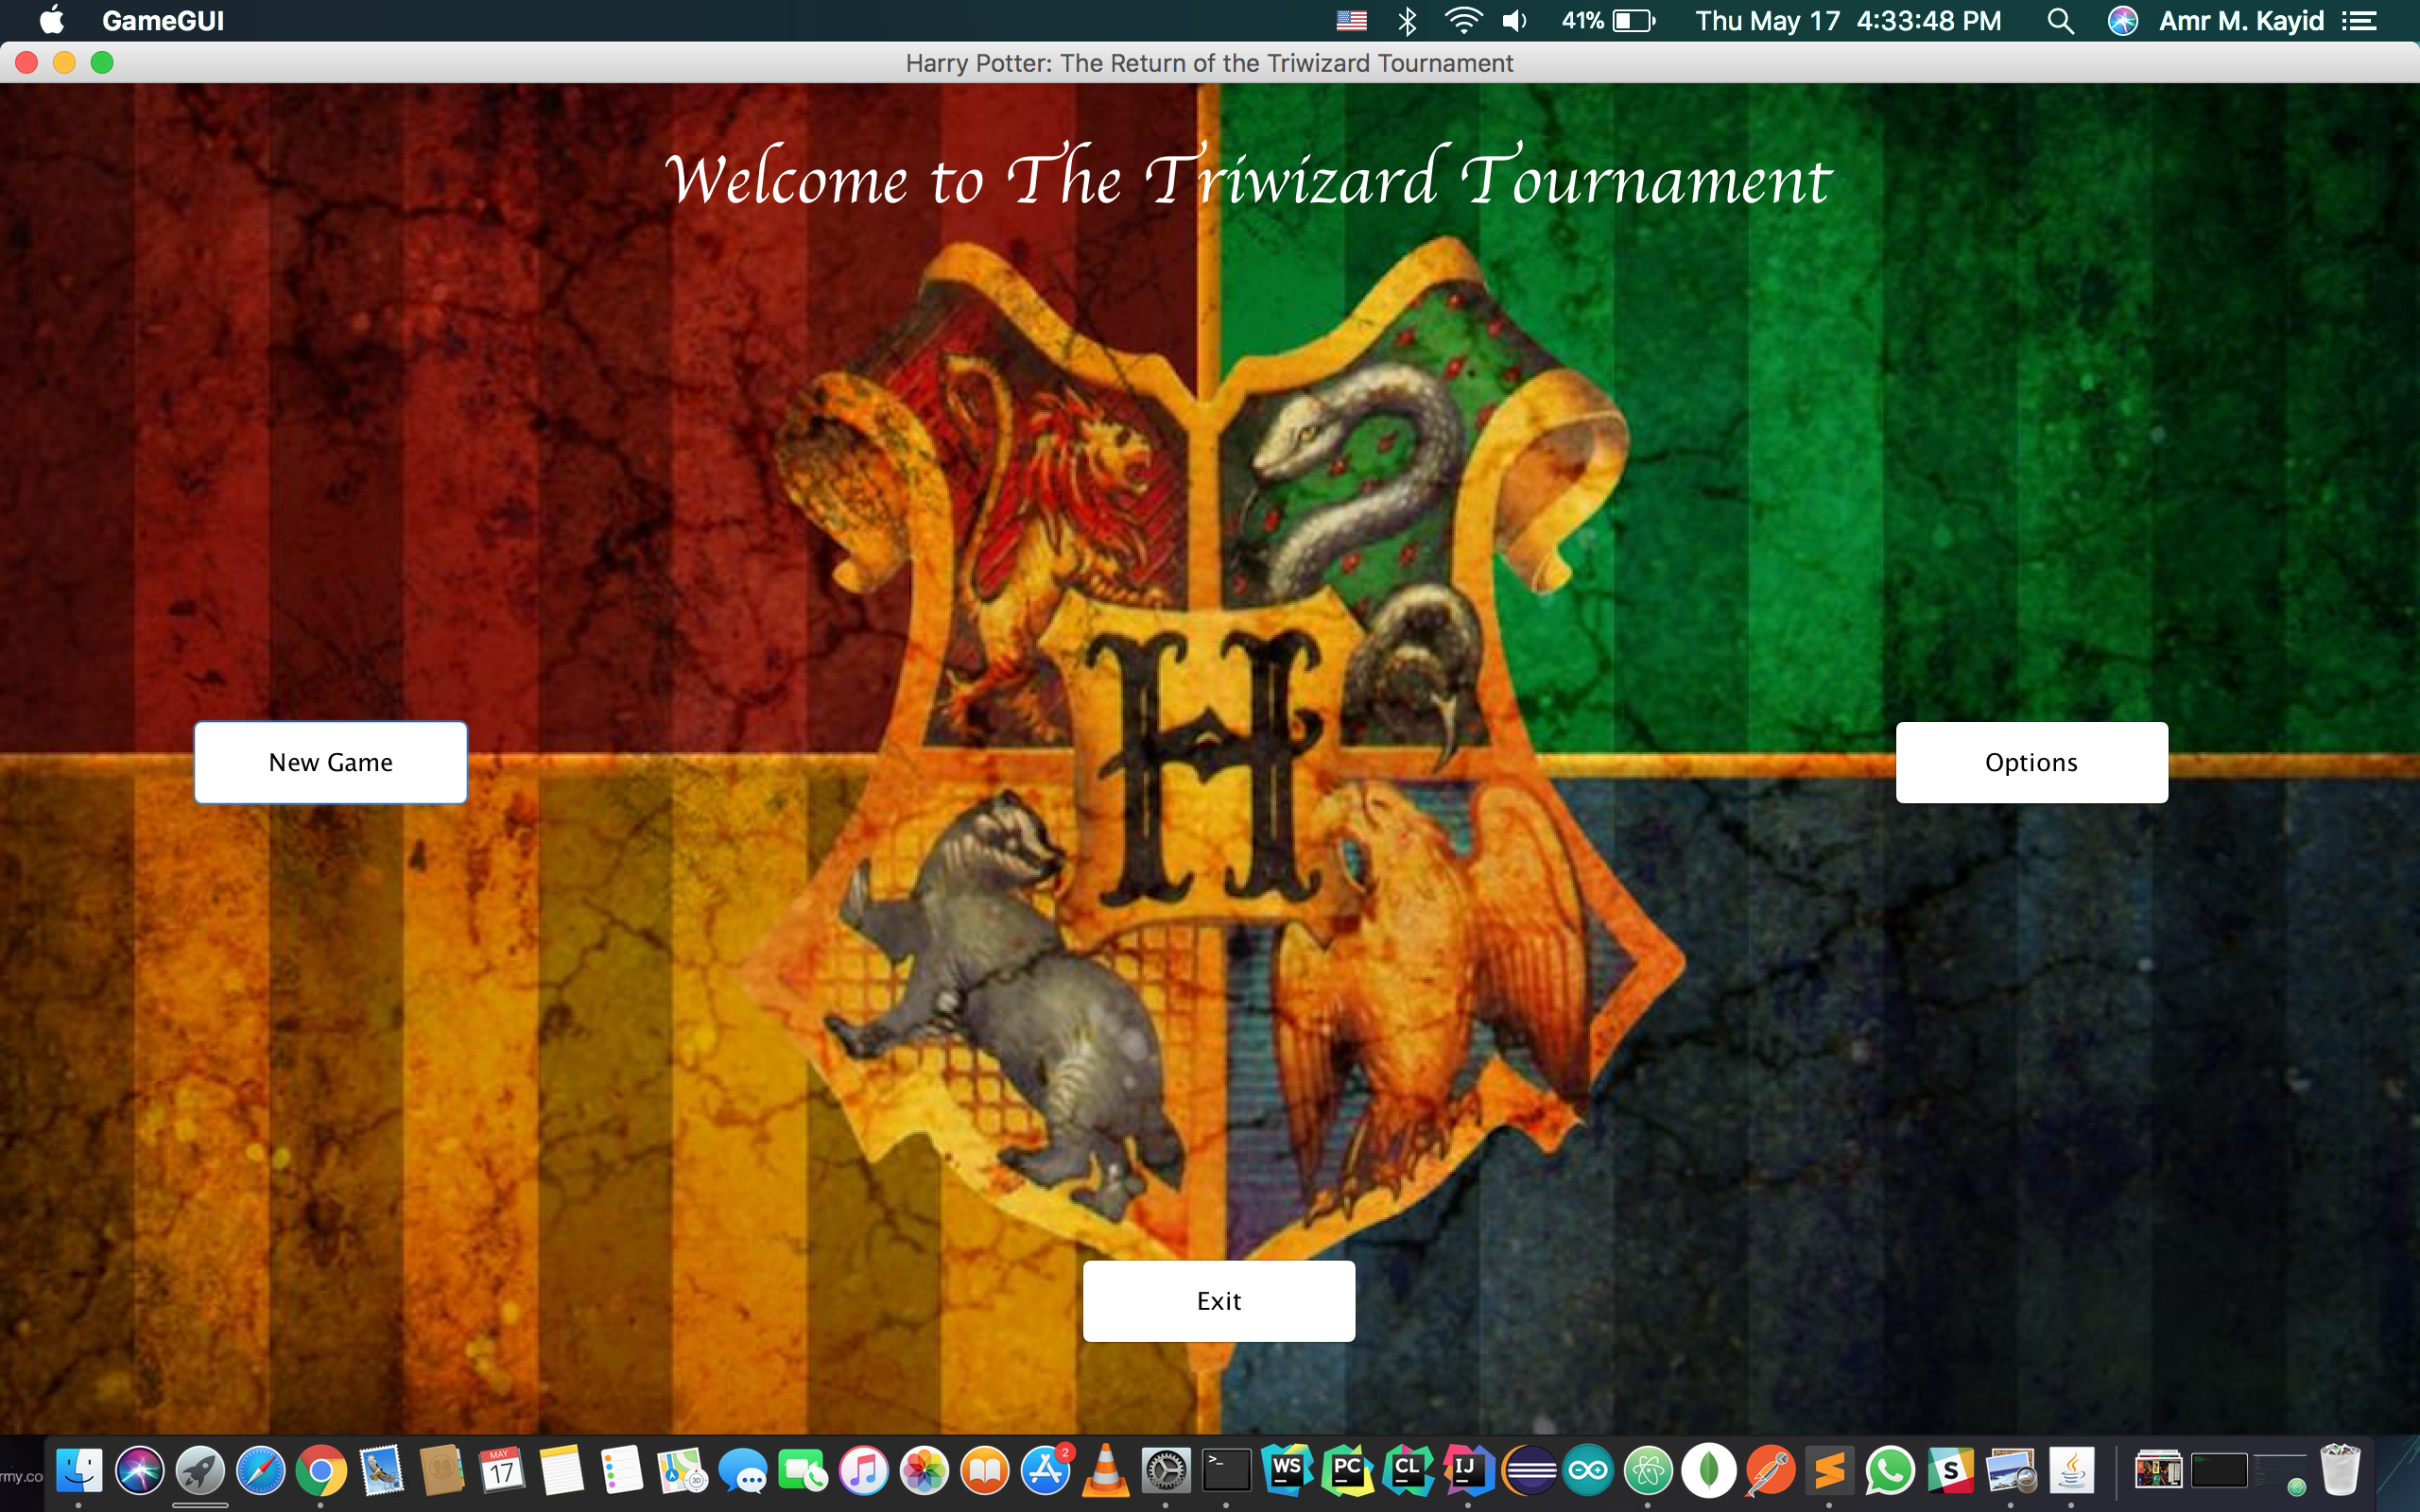 GameGUI 41% Thu May 17 4:33:48 PM Amr M. Kayid
Harry Potter: The Return of the Triwizard Tournament
Welcome to The Triwizard Tournament
H
New Game
Options
Exit
rmy.co MAY 17 3D 2 >_ WS PC CL IJ S